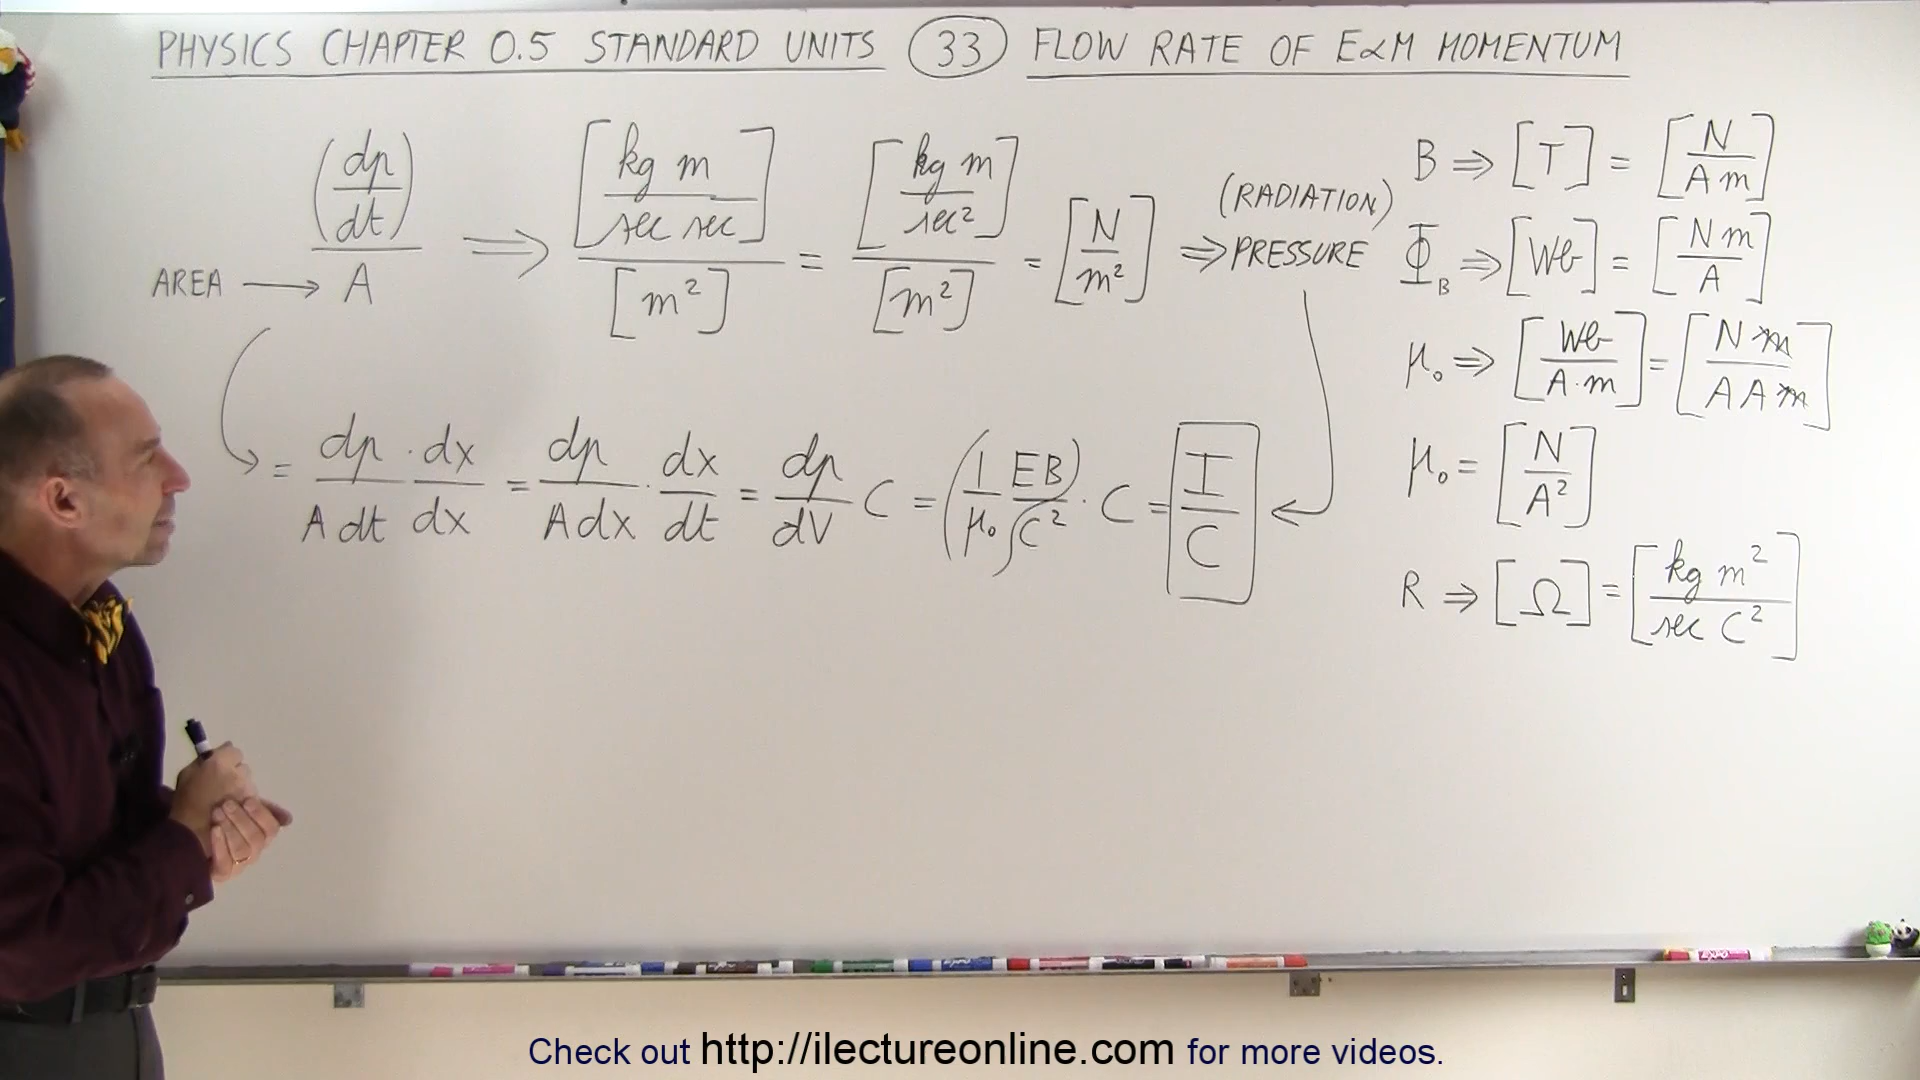 PHYSICS CHAPTER 0.5 STANDARD UNITS (33) FLOW RATE OF E&M MOMENTUM
AREA → (dp/dt)/A ⇒ [kg m / sec sec]/[m²] = [kg m / sec²]/[m²] = [N/m²] ⇒ (RADIATION) PRESSURE
= dp/(A dt) · dx/dx = dp/(A dx) · dx/dt = dp/dV C = (1/μ₀ EB/C²) · C = I/C
B ⇒ [T] = [N / A m]
Φ_B ⇒ [Wb] = [N m / A]
μ₀ ⇒ [Wb / A·m] = [N m / A A m]
μ₀ = [N / A²]
R ⇒ [Ω] = [kg m² / sec C²]
Check out http://ilectureonline.com for more videos.